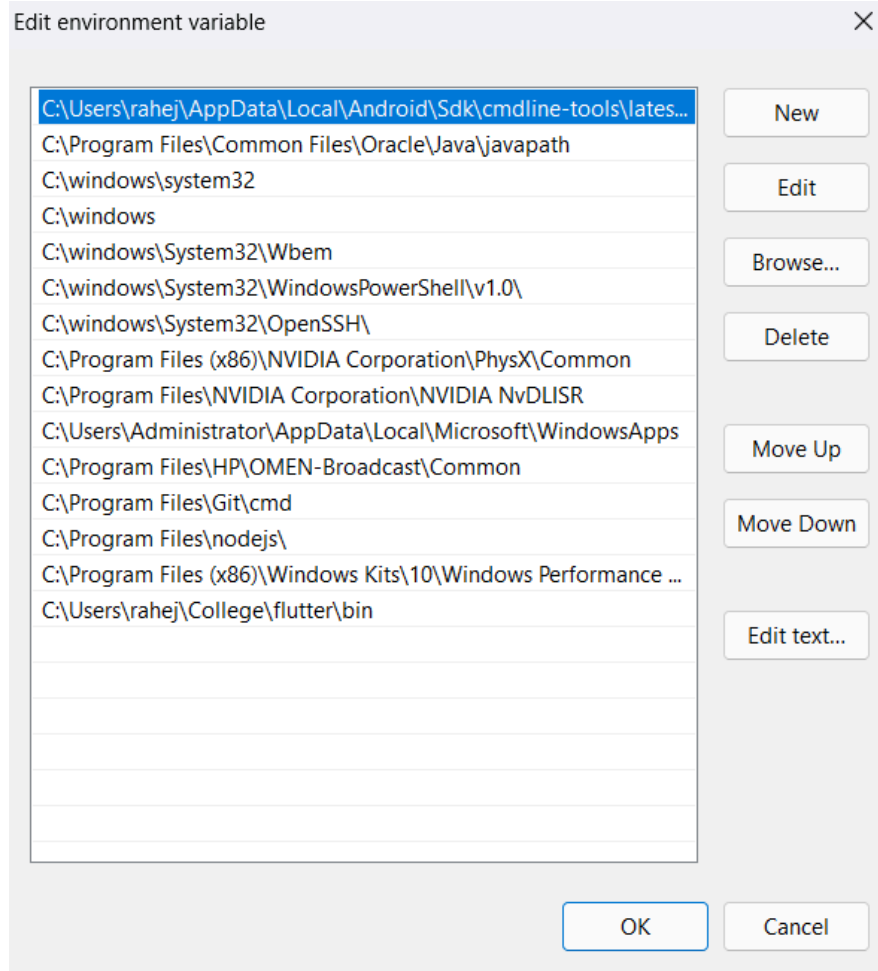 Edit environment variable
C:\Users\rahej\AppData\Local\Android\Sdk\cmdline-tools\lates...
C:\Program Files\Common Files\Oracle\Java\javapath
C:\windows\system32
C:\windows
C:\windows\System32\Wbem
C:\windows\System32\WindowsPowerShell\v1.0\
C:\windows\System32\OpenSSH\
C:\Program Files (x86)\NVIDIA Corporation\PhysX\Common
C:\Program Files\NVIDIA Corporation\NVIDIA NvDLISR
C:\Users\Administrator\AppData\Local\Microsoft\WindowsApps
C:\Program Files\HP\OMEN-Broadcast\Common
C:\Program Files\Git\cmd
C:\Program Files\nodejs\
C:\Program Files (x86)\Windows Kits\10\Windows Performance ...
C:\Users\rahej\College\flutter\bin
New
Edit
Browse...
Delete
Move Up
Move Down
Edit text...
OK
Cancel